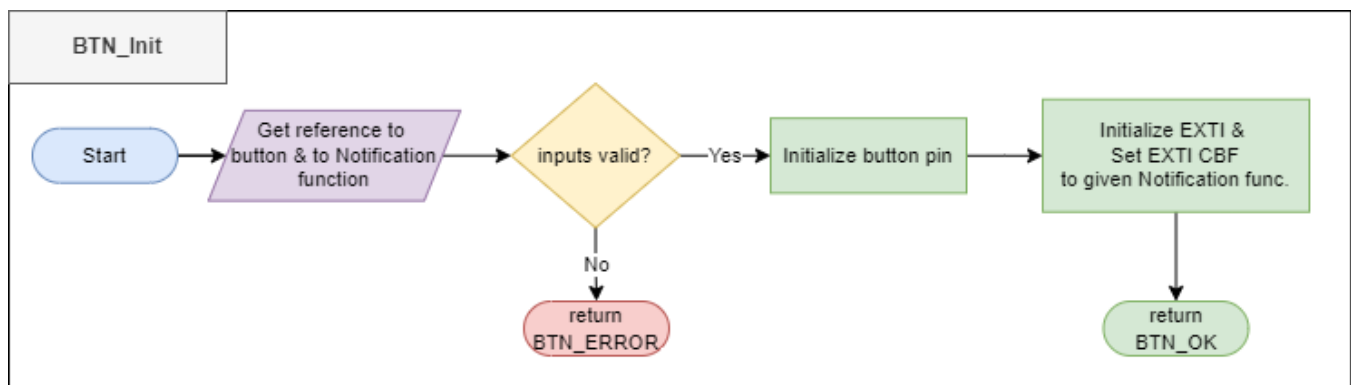 BTN_Init
Start
Get reference to
button & to Notification
function
inputs valid?
Yes
Initialize button pin
Initialize EXTI &
Set EXTI CBF
to given Notification func.
No
return
BTN_ERROR
return
BTN_OK